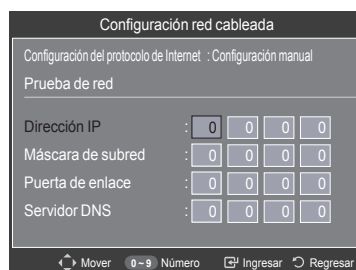 Configuración red cableada
Configuración del protocolo de Internet : Configuración manual
Prueba de red
Dirección IP : 0 0 0 0
Máscara de subred : 0 0 0 0
Puerta de enlace : 0 0 0 0
Servidor DNS : 0 0 0 0
Mover 0~9 Número Ingresar Regresar